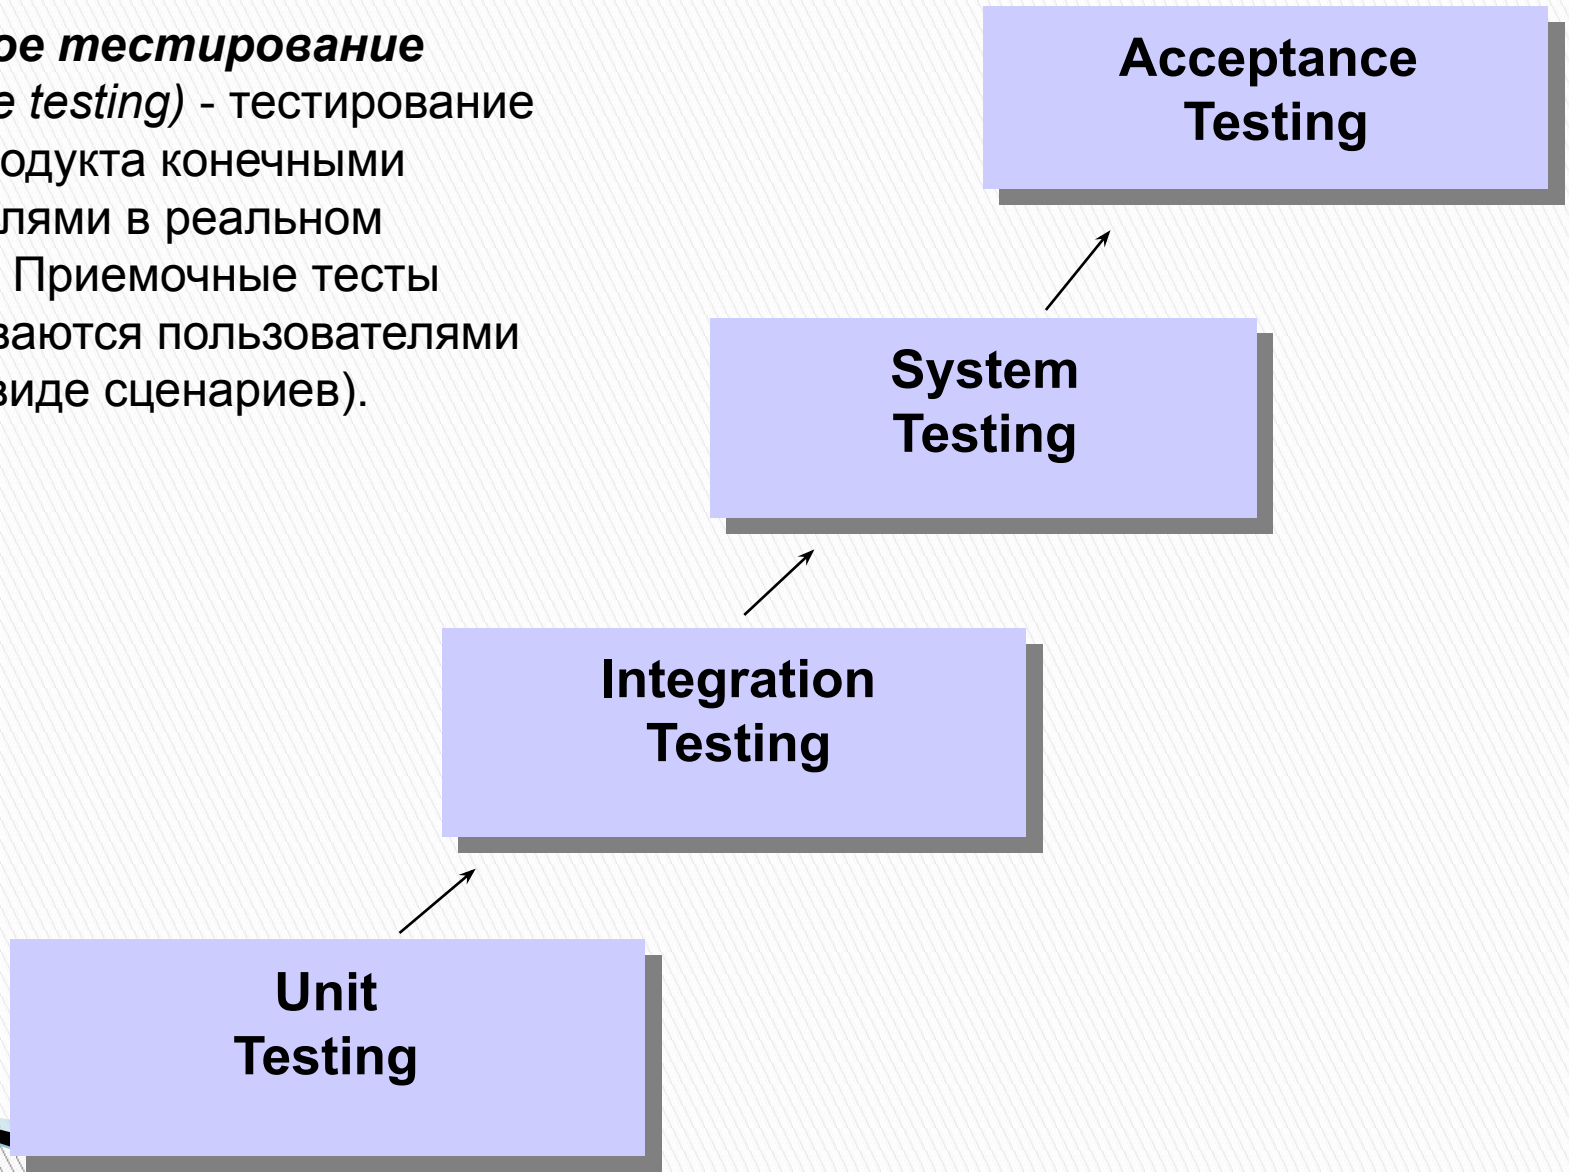 ое тестирование
e testing) - тестирование
одукта конечными
лями в реальном
Приемочные тесты
ваются пользователями
виде сценариев).
Acceptance
Testing
System
Testing
Integration
Testing
Unit
Testing